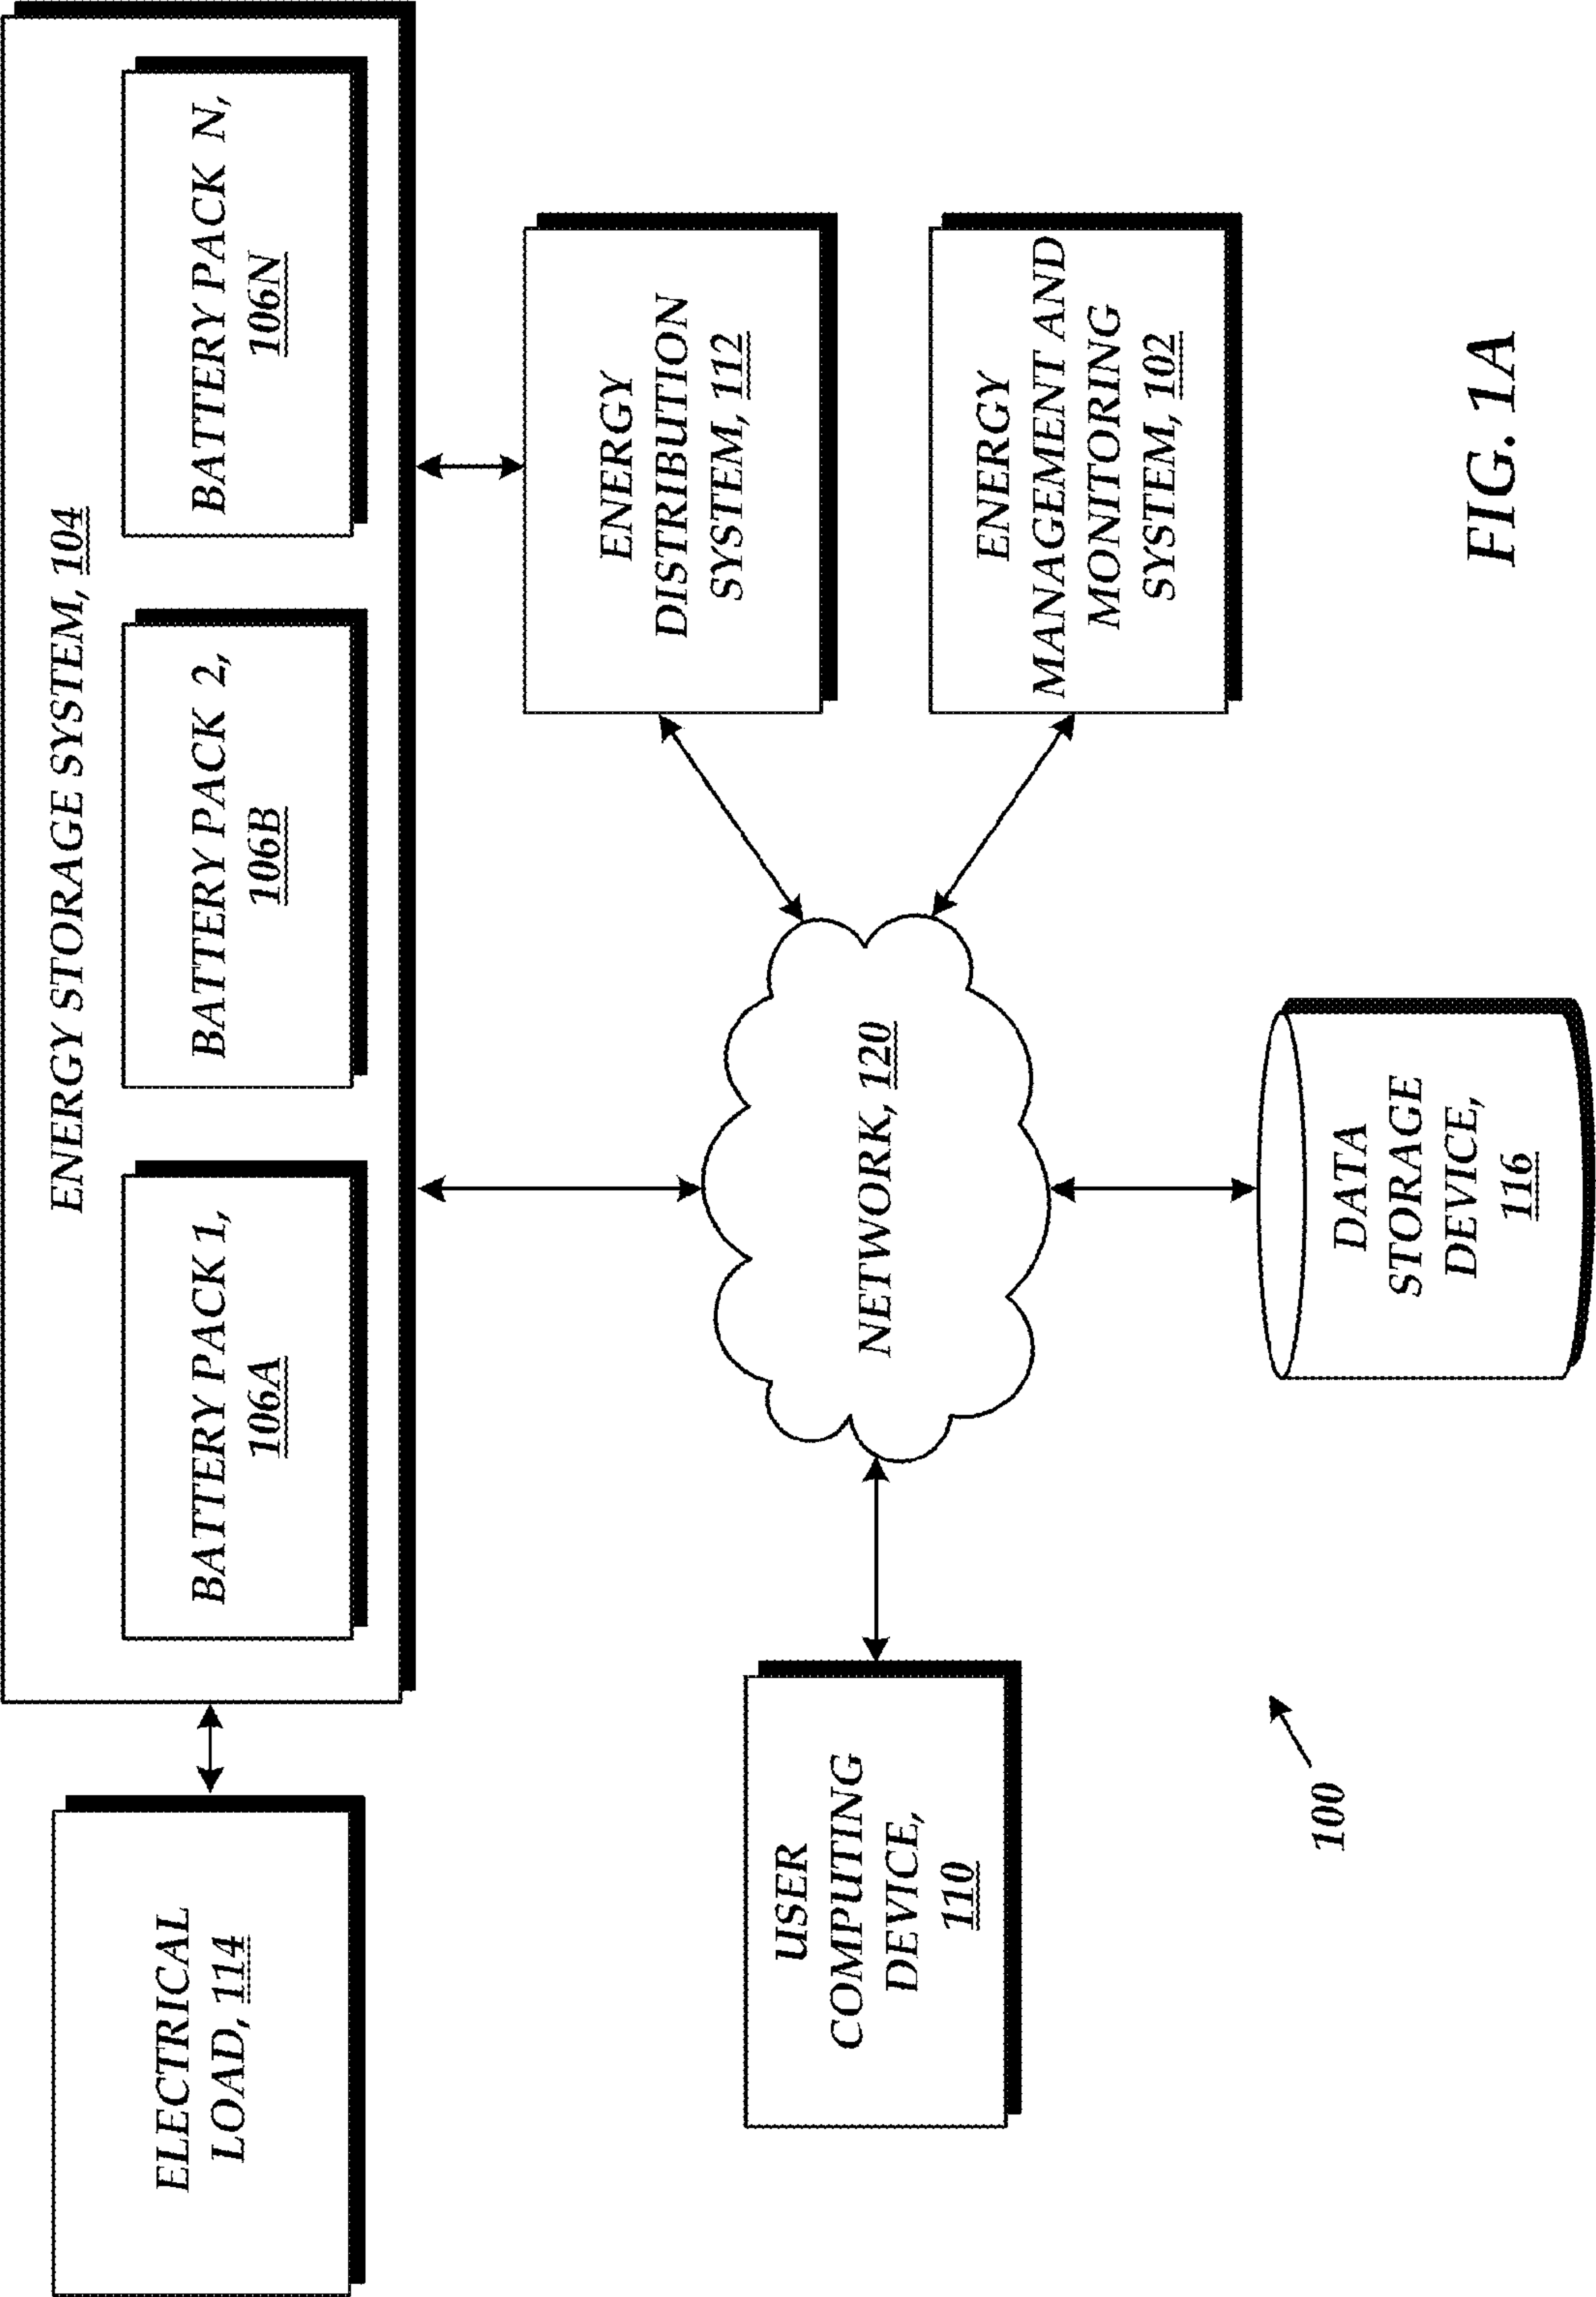 ENERGY STORAGE SYSTEM, 104
BATTERY PACK 1,
106A
BATTERY PACK 2,
106B
BATTERY PACK N,
106N
ELECTRICAL
LOAD, 114
ENERGY
DISTRIBUTION
SYSTEM, 112
USER
COMPUTING
DEVICE,
110
NETWORK, 120
ENERGY
MANAGEMENT AND
MONITORING
SYSTEM, 102
DATA
STORAGE
DEVICE,
116
100
FIG. 1A